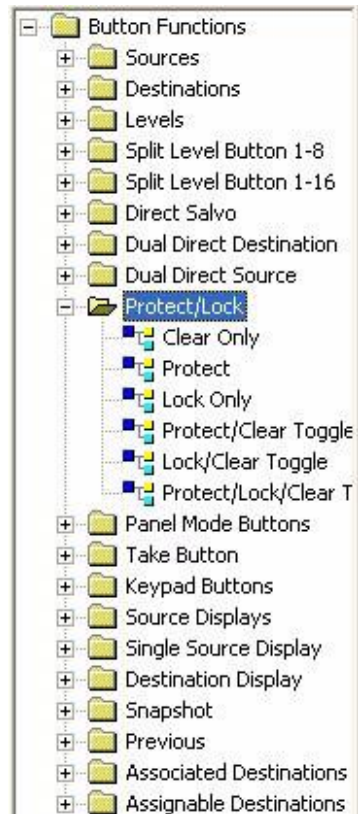 Button Functions
Sources
Destinations
Levels
Split Level Button 1-8
Split Level Button 1-16
Direct Salvo
Dual Direct Destination
Dual Direct Source
Protect/Lock
Clear Only
Protect
Lock Only
Protect/Clear Toggle
Lock/Clear Toggle
Protect/Lock/Clear T
Panel Mode Buttons
Take Button
Keypad Buttons
Source Displays
Single Source Display
Destination Display
Snapshot
Previous
Associated Destinations
Assignable Destinations